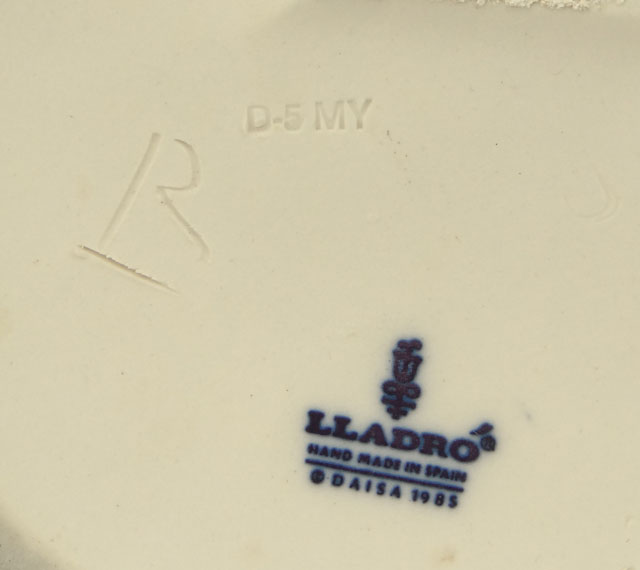 D-5 MY
R
J
LLADRÓ®
HAND MADE IN SPAIN
© DAISA 1985